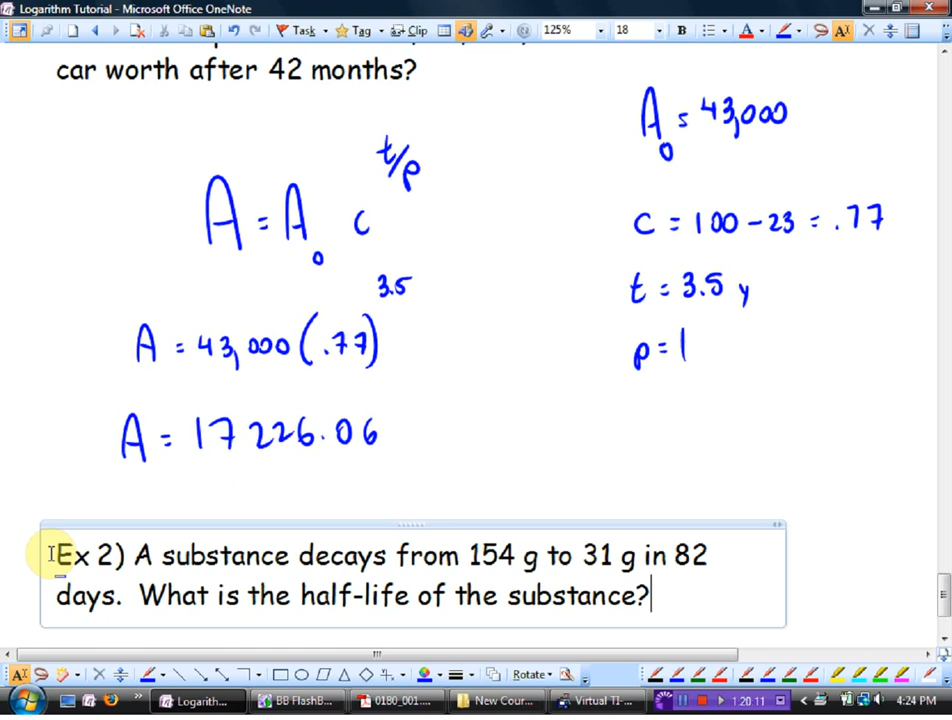 Logarithm Tutorial - Microsoft Office OneNote
Task Tag Clip 125% 18 B
car worth after 42 months?
A₀ = 43,000
A = A₀ c^(t/p)
c = 100 - 23 = .77
t = 3.5 y
A = 43,000 (.77)^3.5
p = 1
A = 17226.06
Ex 2) A substance decays from 154 g to 31 g in 82
days. What is the half-life of the substance?
Rotate
Logarith... BB FlashB... 0180_001.... New Cour... Virtual TI-... 1:20:11 4:24 PM